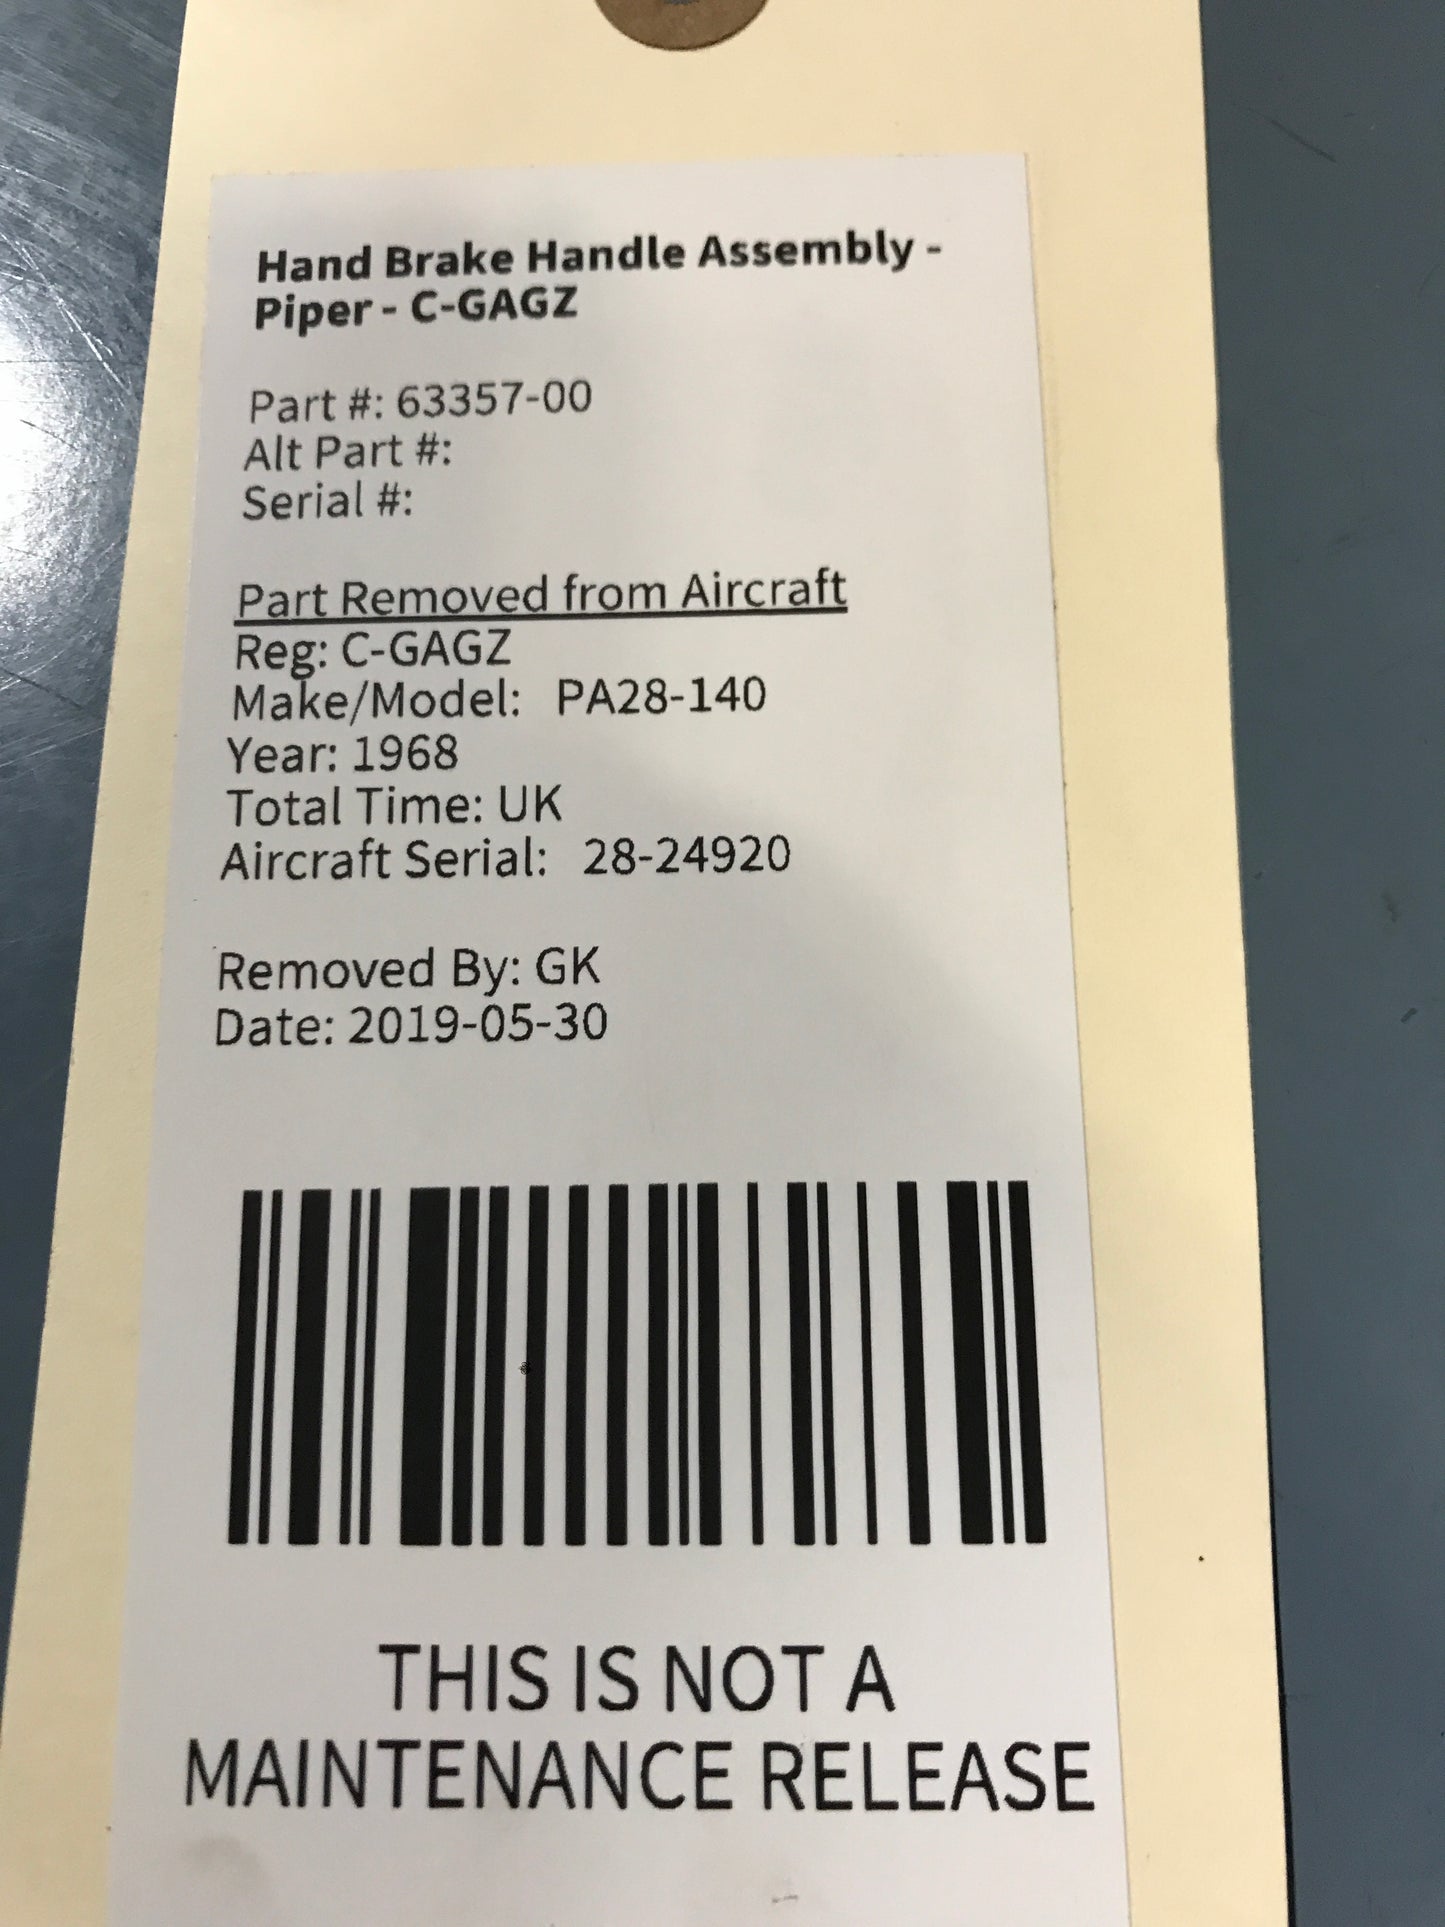 Hand Brake Handle Assembly -
Piper - C-GAGZ
Part #: 63357-00
Alt Part #:
Serial #:
Part Removed from Aircraft
Reg: C-GAGZ
Make/Model: PA28-140
Year: 1968
Total Time: UK
Aircraft Serial: 28-24920
Removed By: GK
Date: 2019-05-30
THIS IS NOT A
MAINTENANCE RELEASE